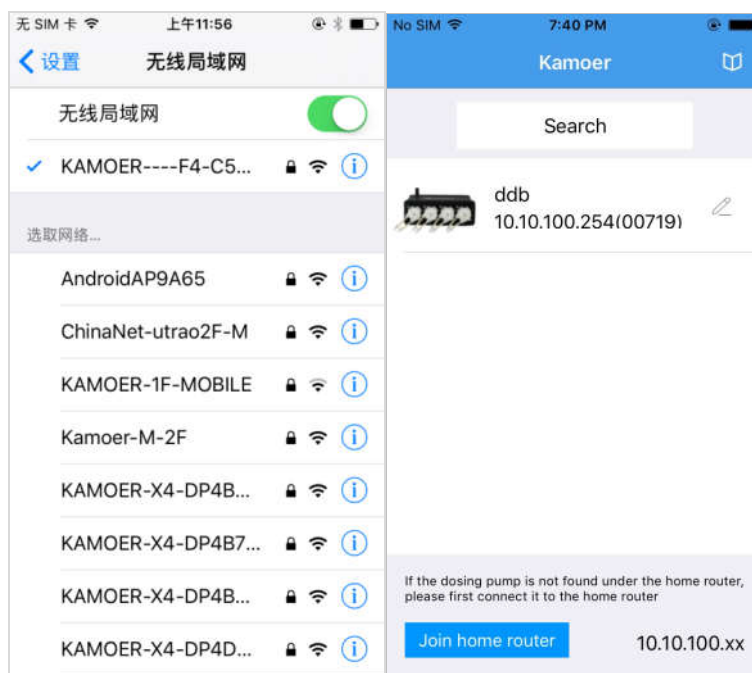 无 SIM 卡 上午11:56
设置 无线局域网
无线局域网
KAMOER----F4-C5...
选取网络...
AndroidAP9A65
ChinaNet-utrao2F-M
KAMOER-1F-MOBILE
Kamoer-M-2F
KAMOER-X4-DP4B...
KAMOER-X4-DP4B7...
KAMOER-X4-DP4B...
KAMOER-X4-DP4D...
No SIM 7:40 PM
Kamoer
Search
ddb
10.10.100.254(00719)
If the dosing pump is not found under the home router,
please first connect it to the home router
Join home router 10.10.100.xx